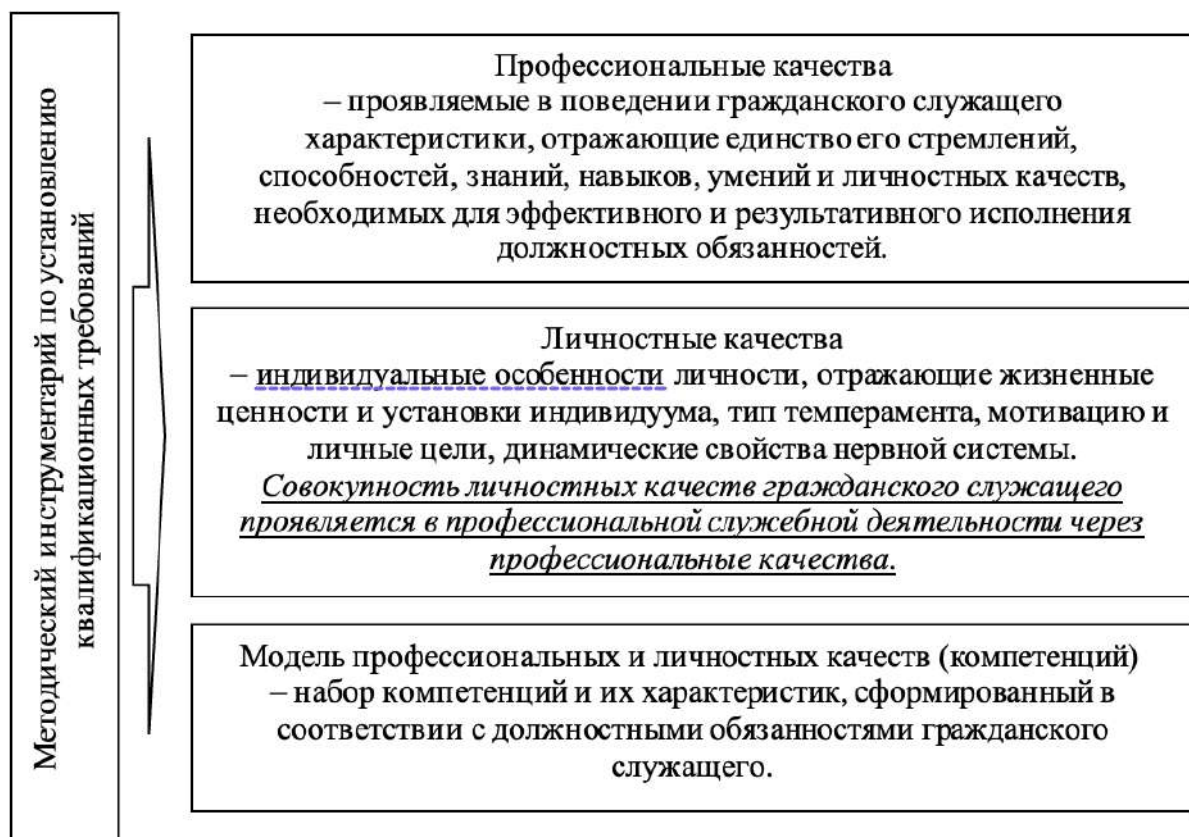 Методический инструментарий по установлению
квалификационных требований
Профессиональные качества
– проявляемые в поведении гражданского служащего
характеристики, отражающие единство его стремлений,
способностей, знаний, навыков, умений и личностных качеств,
необходимых для эффективного и результативного исполнения
должностных обязанностей.
Личностные качества
– индивидуальные особенности личности, отражающие жизненные
ценности и установки индивидуума, тип темперамента, мотивацию и
личные цели, динамические свойства нервной системы.
Совокупность личностных качеств гражданского служащего
проявляется в профессиональной служебной деятельности через
профессиональные качества.
Модель профессиональных и личностных качеств (компетенций)
– набор компетенций и их характеристик, сформированный в
соответствии с должностными обязанностями гражданского
служащего.